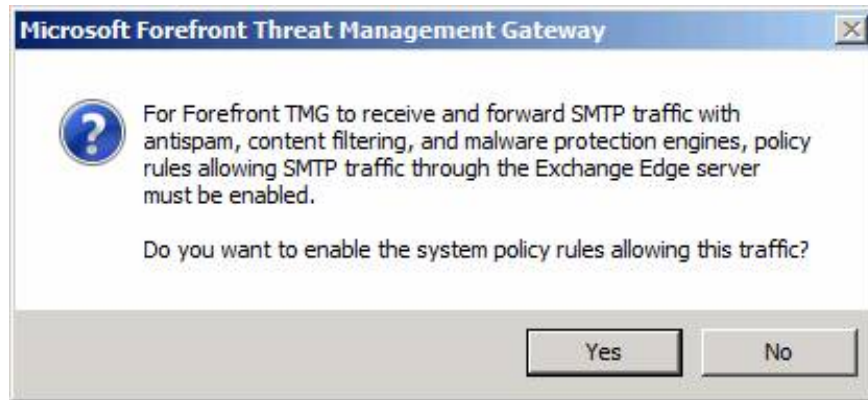 Microsoft Forefront Threat Management Gateway
For Forefront TMG to receive and forward SMTP traffic with
antispam, content filtering, and malware protection engines, policy
rules allowing SMTP traffic through the Exchange Edge server
must be enabled.
Do you want to enable the system policy rules allowing this traffic?
Yes
No